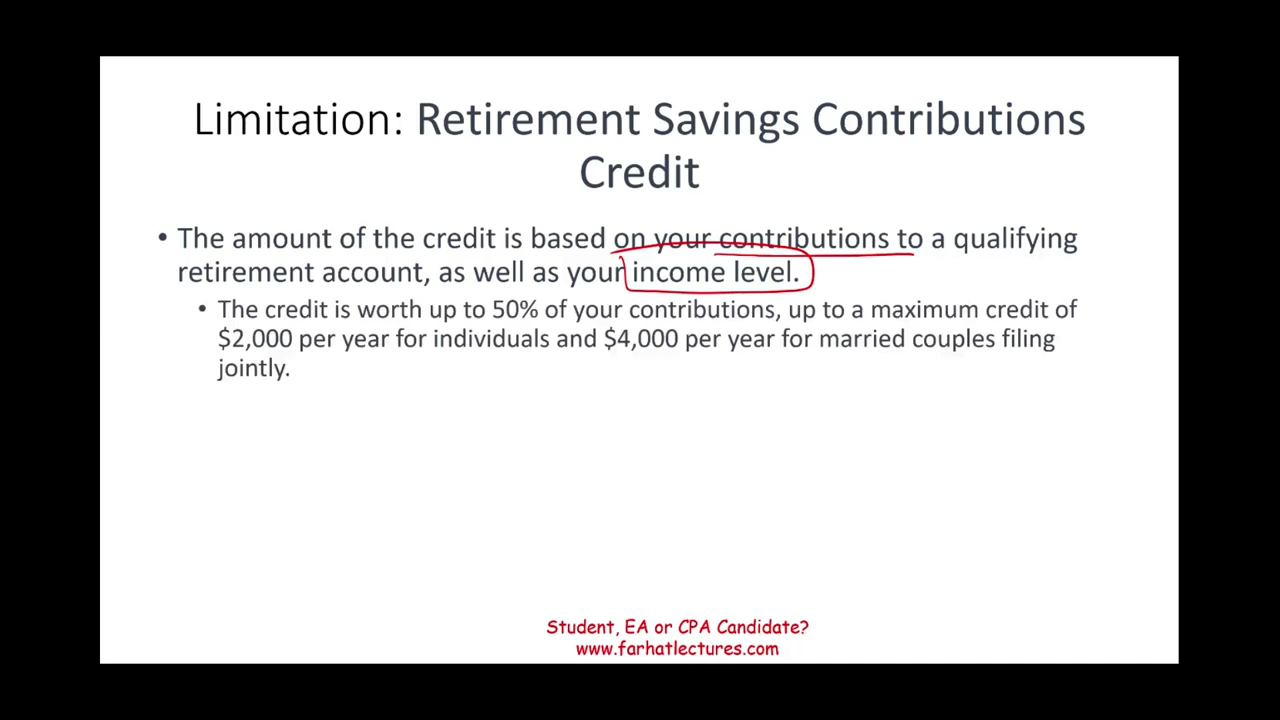 Limitation: Retirement Savings Contributions
Credit
• The amount of the credit is based on your contributions to a qualifying
retirement account, as well as your income level.
• The credit is worth up to 50% of your contributions, up to a maximum credit of
$2,000 per year for individuals and $4,000 per year for married couples filing
jointly.
Student, EA or CPA Candidate?
www.farhatlectures.com